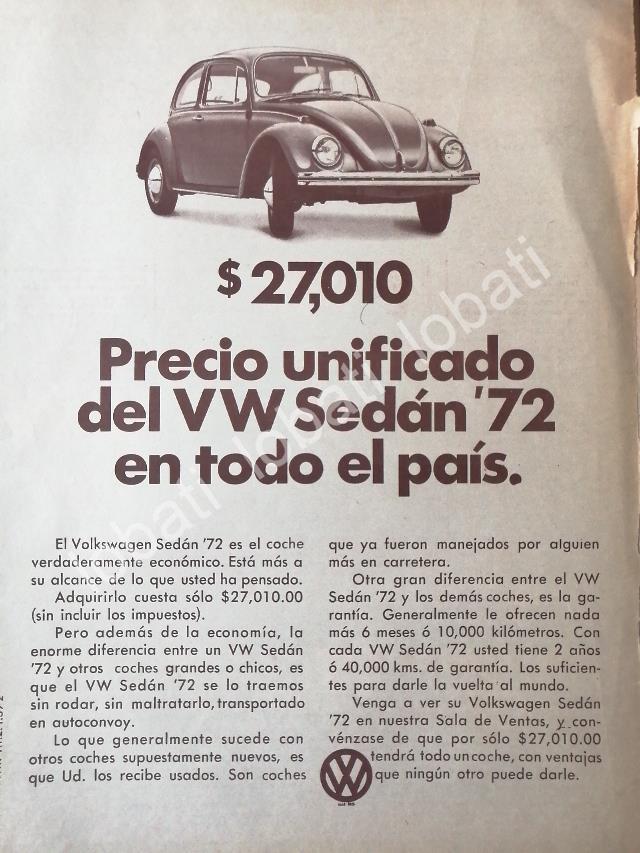 $27,010
Precio unificado
del VW Sedán '72
en todo el país.
El Volkswagen Sedán '72 es el coche
verdaderamente económico. Está más a
su alcance de lo que usted ha pensado.
Adquirirlo cuesta sólo $27,010.00
(sin incluir los impuestos).
Pero además de la economía, la
enorme diferencia entre un VW Sedán
'72 y otros coches grandes o chicos, es
que el VW Sedán '72 se lo traemos
sin rodar, sin maltratarlo, transportado
en autoconvoy.
Lo que generalmente sucede con
otros coches supuestamente nuevos, es
que Ud. los recibe usados. Son coches
que ya fueron manejados por alguien
más en carretera.
Otra gran diferencia entre el VW
Sedán '72 y los demás coches, es la ga-
rantía. Generalmente le ofrecen nada
más 6 meses ó 10,000 kilómetros. Con
cada VW Sedán '72 usted tiene 2 años
ó 40,000 kms. de garantía. Los suficien-
tes para darle la vuelta al mundo.
Venga a ver su Volkswagen Sedán
'72 en nuestra Sala de Ventas, y con-
vénzase de que por sólo $27,010.00
tendrá todo un coche, con ventajas
que ningún otro puede darle.
VW
lobati lobati lobati lobati